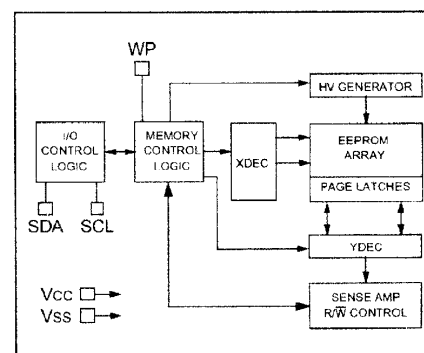 WP
HV GENERATOR
I/O
CONTROL
LOGIC
MEMORY
CONTROL
LOGIC
XDEC
EEPROM
ARRAY
PAGE LATCHES
SDA
SCL
YDEC
Vcc
Vss
SENSE AMP
R/W̅ CONTROL